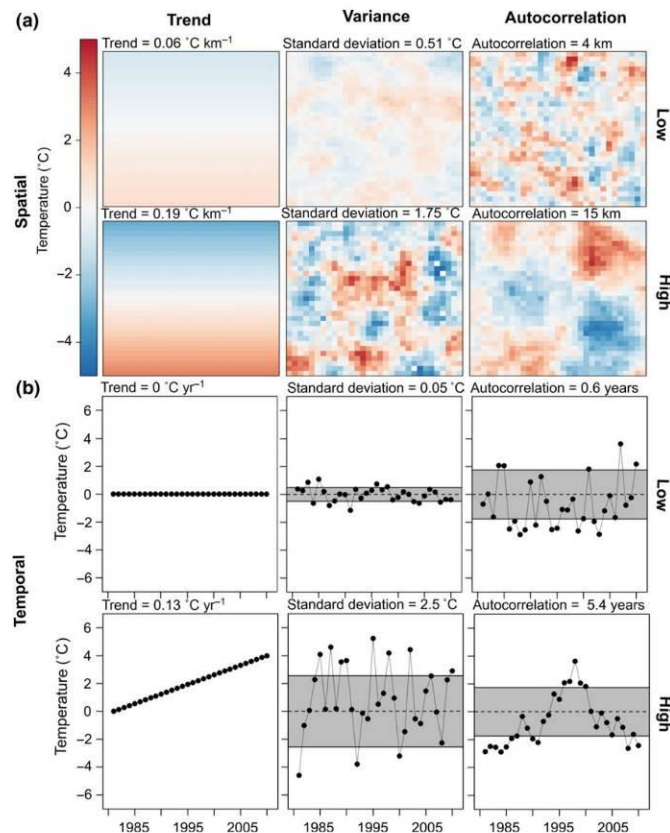 (a)
Trend
Variance
Autocorrelation
Trend = 0.06 ˚C km⁻¹
Standard deviation = 0.51 ˚C
Autocorrelation = 4 km
Low
Spatial
Temperature (˚C)
4
2
0
−2
−4
Trend = 0.19 ˚C km⁻¹
Standard deviation = 1.75 ˚C
Autocorrelation = 15 km
High
(b)
Trend = 0 ˚C yr⁻¹
Standard deviation = 0.05 ˚C
Autocorrelation = 0.6 years
Temporal
Temperature (˚C)
6
4
2
0
−2
−4
−6
Low
Trend = 0.13 ˚C yr⁻¹
Standard deviation = 2.5 ˚C
Autocorrelation = 5.4 years
Temperature (˚C)
6
4
2
0
−2
−4
−6
High
1985 1995 2005
1985 1995 2005
1985 1995 2005